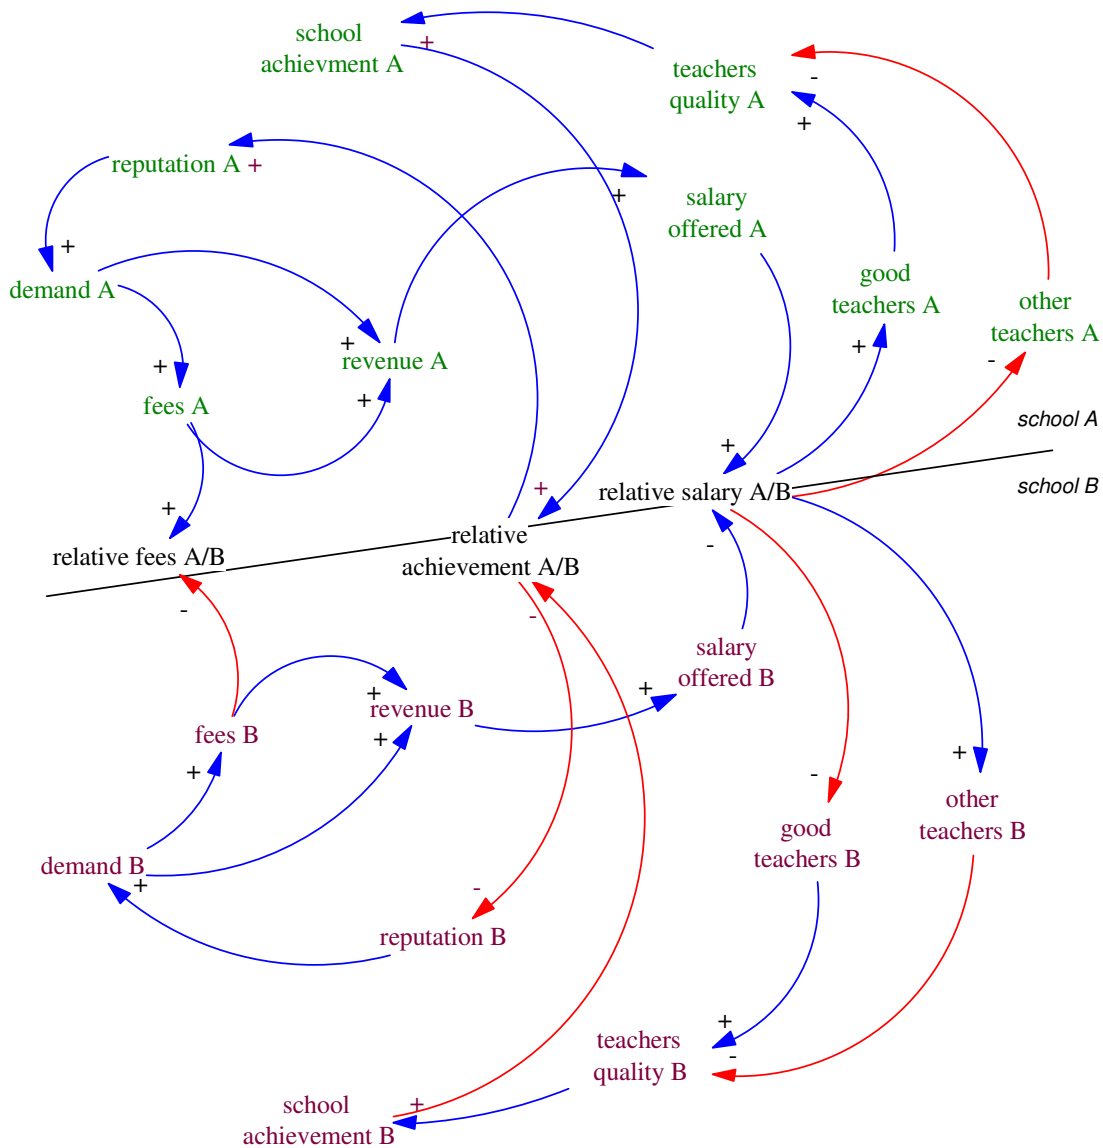 school
achievment A
+
teachers
quality A
-
+
reputation A +
+
salary
offered A
+
demand A
good
teachers A
other
teachers A
+
revenue A
+
-
+
fees A
+
school A
+
+
relative salary A/B
school B
+
relative fees A/B
relative
achievement A/B
-
-
-
salary
offered B
+
+
revenue B
fees B
+
+
+
-
other
teachers B
good
teachers B
demand B
+
-
reputation B
+
teachers
quality B
-
school
achievement B
+